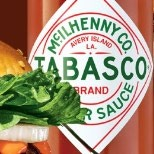 McILHENNY CO.
AVERY ISLAND
LA.
TABASCO
BRAND
R SAUCE